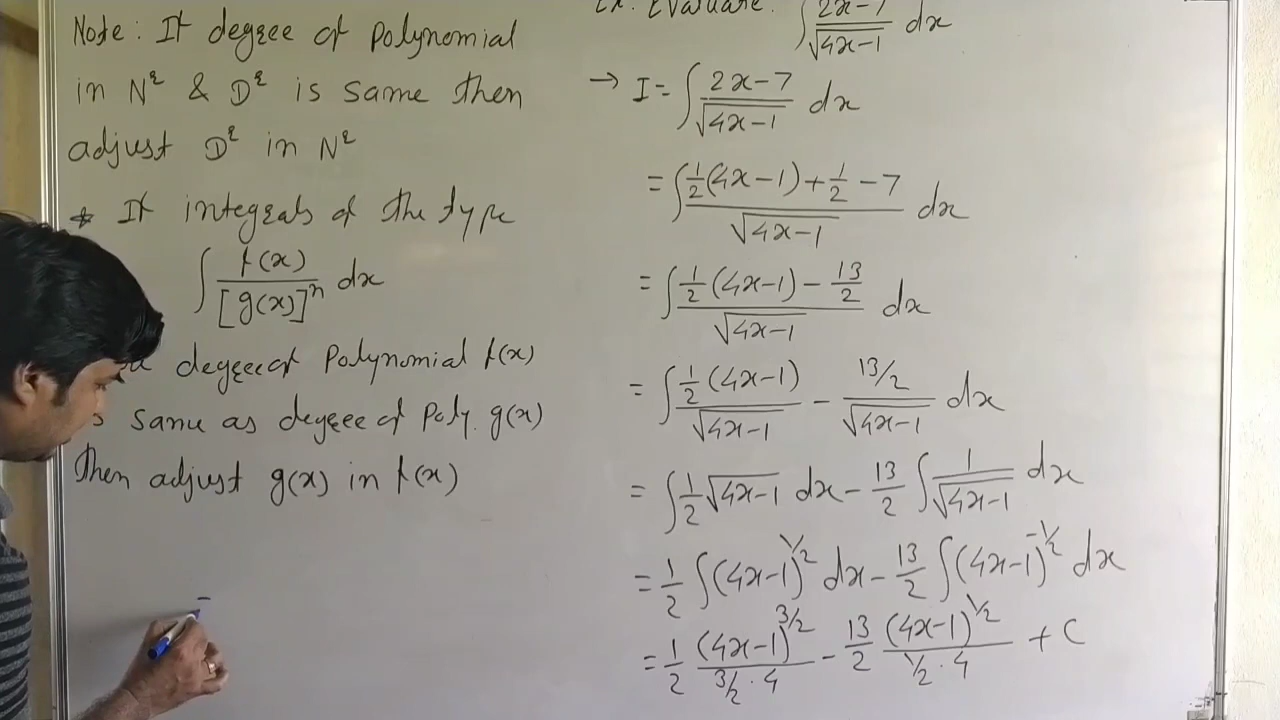 Note: If degree of Polynomial
in Nʳ & Dʳ is same then
adjust Dʳ in Nʳ
* If integrals of the type
∫ f(x)/[g(x)]ⁿ dx
degree of Polynomial f(x)
same as degree of Poly. g(x)
then adjust g(x) in f(x)
Ex. Evaluate. ∫ (2x-7)/√(4x-1) dx
→ I = ∫ (2x-7)/√(4x-1) dx
= ∫ (½(4x-1)+½-7)/√(4x-1) dx
= ∫ (½(4x-1) - 13/2)/√(4x-1) dx
= ∫ ½(4x-1)/√(4x-1) - (13/2)/√(4x-1) dx
= ∫ ½ √(4x-1) dx - 13/2 ∫ 1/√(4x-1) dx
= ½ ∫ (4x-1)^(1/2) dx - 13/2 ∫ (4x-1)^(-1/2) dx
= ½ (4x-1)^(3/2)/(3/2 · 4) - 13/2 (4x-1)^(1/2)/(1/2 · 4) + C